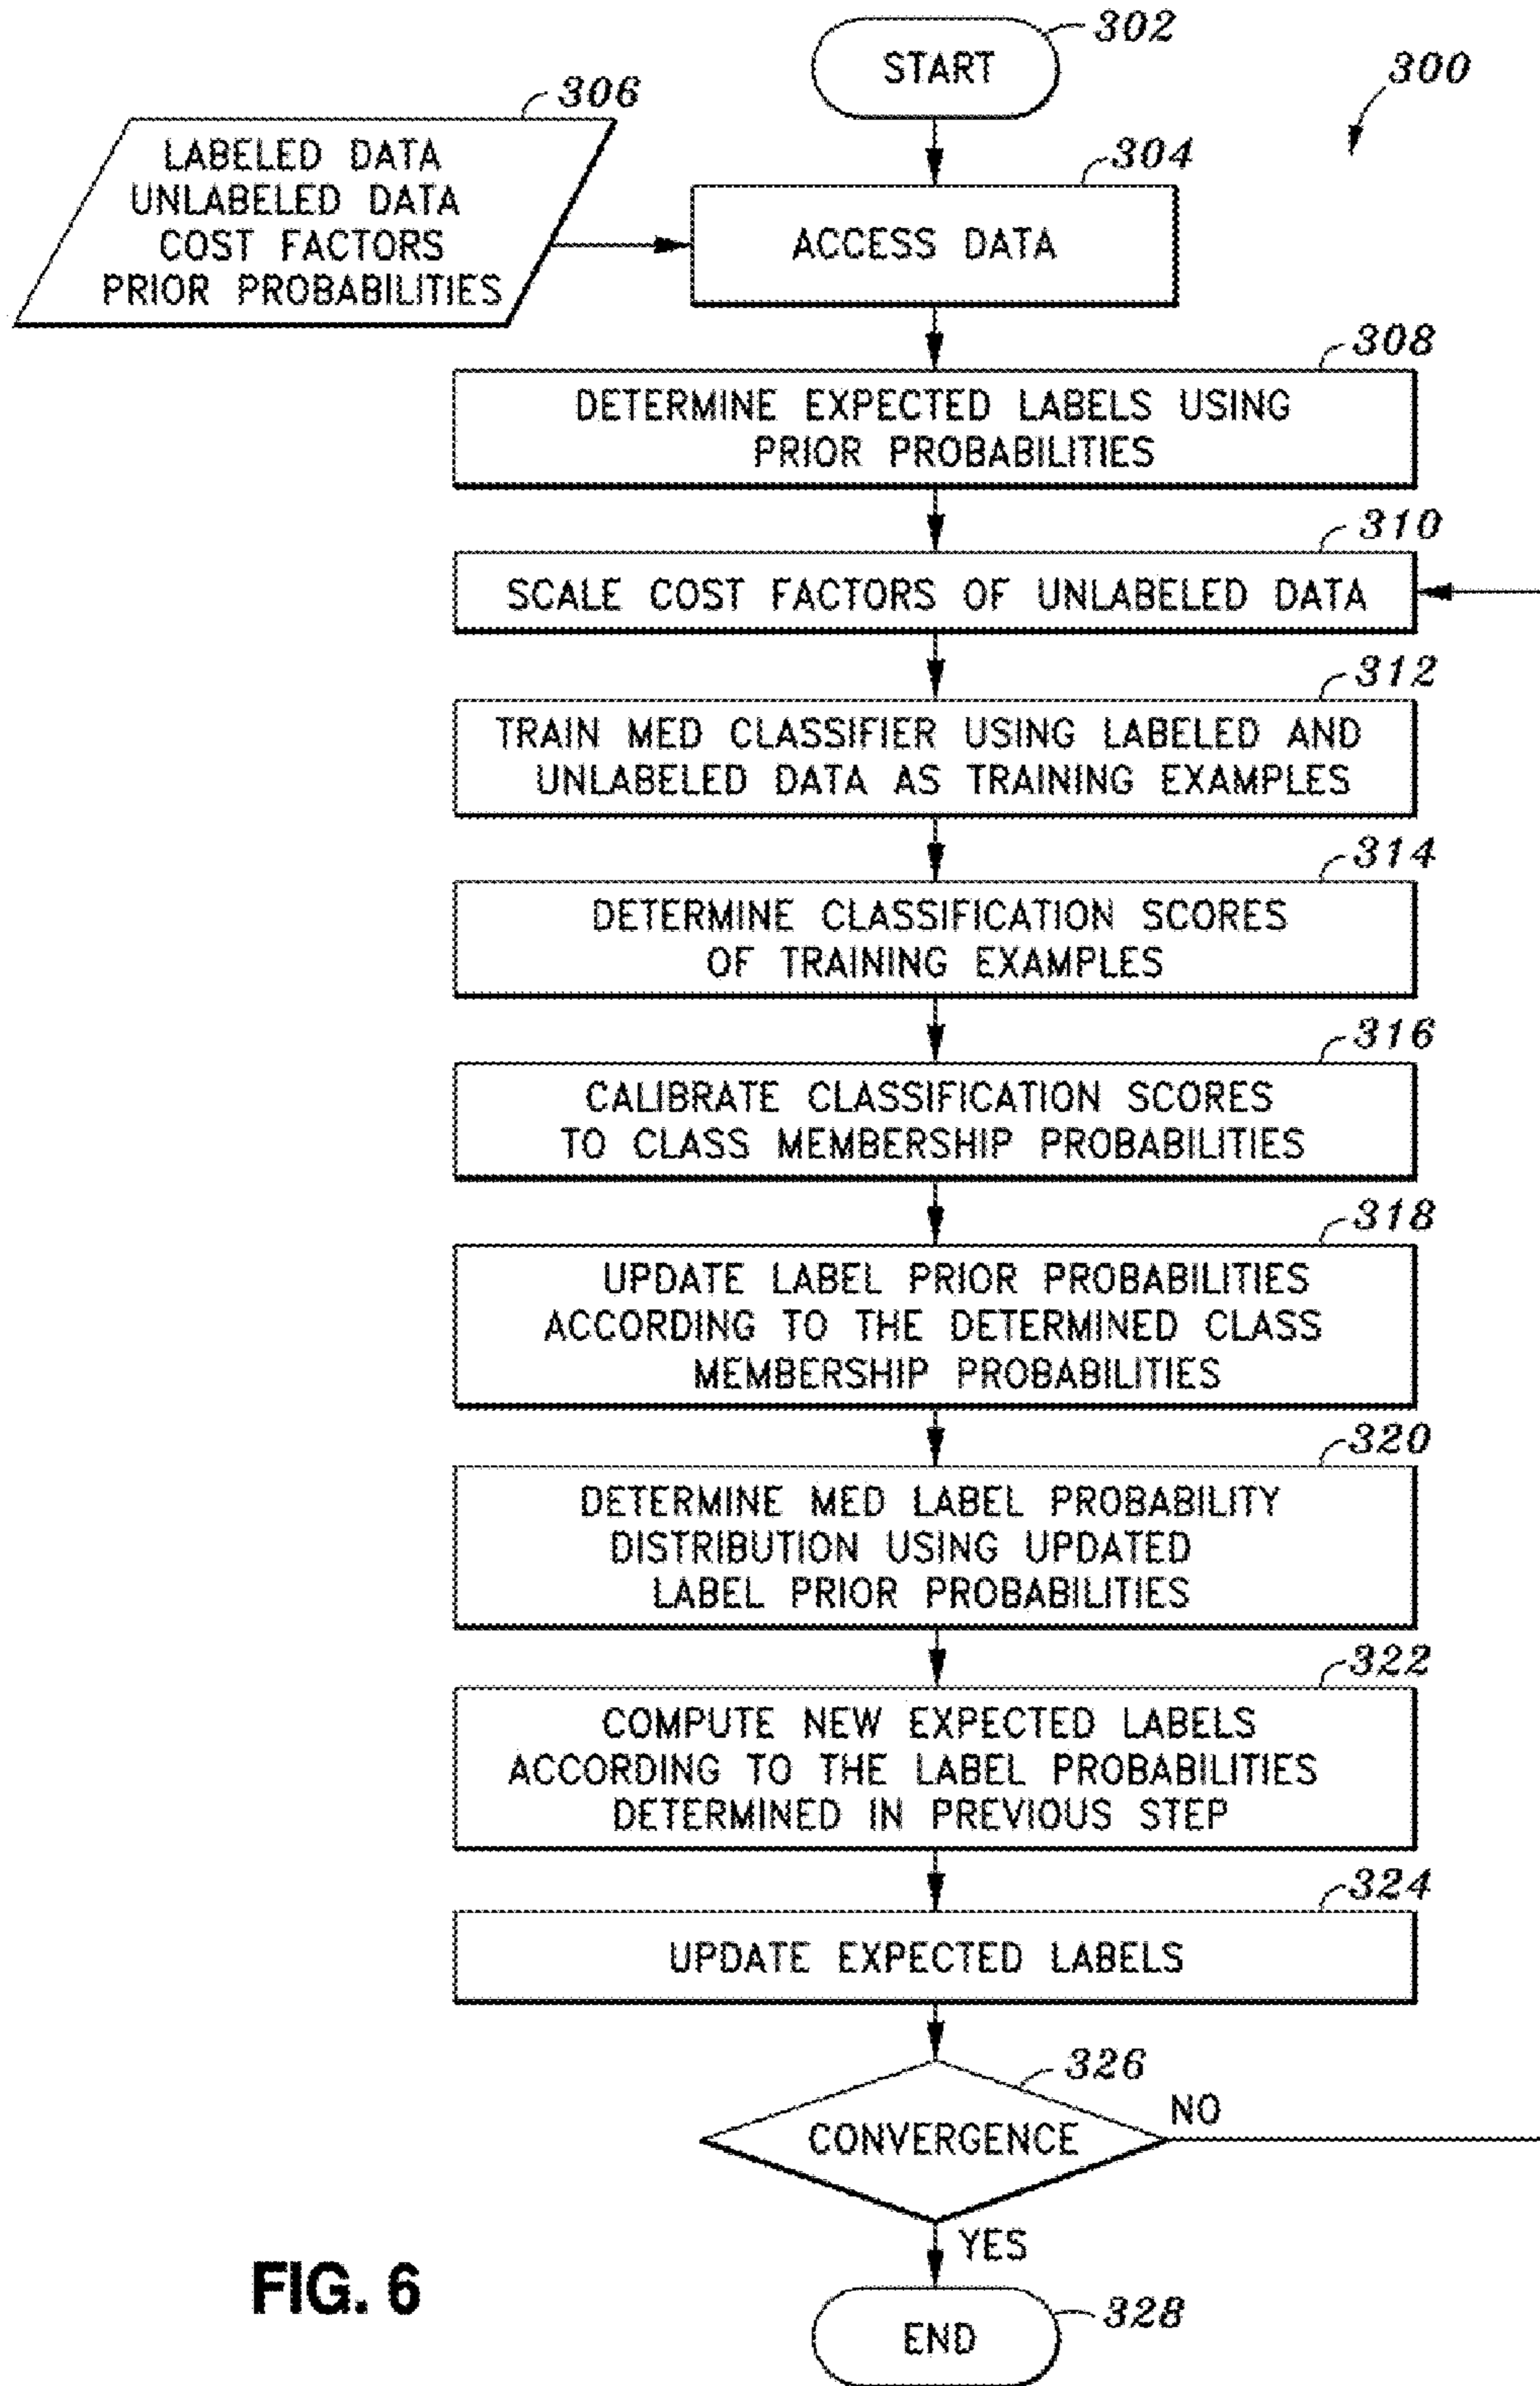 302
START
300
306
LABELED DATA
UNLABELED DATA
COST FACTORS
PRIOR PROBABILITIES
304
ACCESS DATA
308
DETERMINE EXPECTED LABELS USING
PRIOR PROBABILITIES
310
SCALE COST FACTORS OF UNLABELED DATA
312
TRAIN MED CLASSIFIER USING LABELED AND
UNLABELED DATA AS TRAINING EXAMPLES
314
DETERMINE CLASSIFICATION SCORES
OF TRAINING EXAMPLES
316
CALIBRATE CLASSIFICATION SCORES
TO CLASS MEMBERSHIP PROBABILITIES
318
UPDATE LABEL PRIOR PROBABILITIES
ACCORDING TO THE DETERMINED CLASS
MEMBERSHIP PROBABILITIES
320
DETERMINE MED LABEL PROBABILITY
DISTRIBUTION USING UPDATED
LABEL PRIOR PROBABILITIES
322
COMPUTE NEW EXPECTED LABELS
ACCORDING TO THE LABEL PROBABILITIES
DETERMINED IN PREVIOUS STEP
324
UPDATE EXPECTED LABELS
326
CONVERGENCE
NO
YES
328
END
FIG. 6